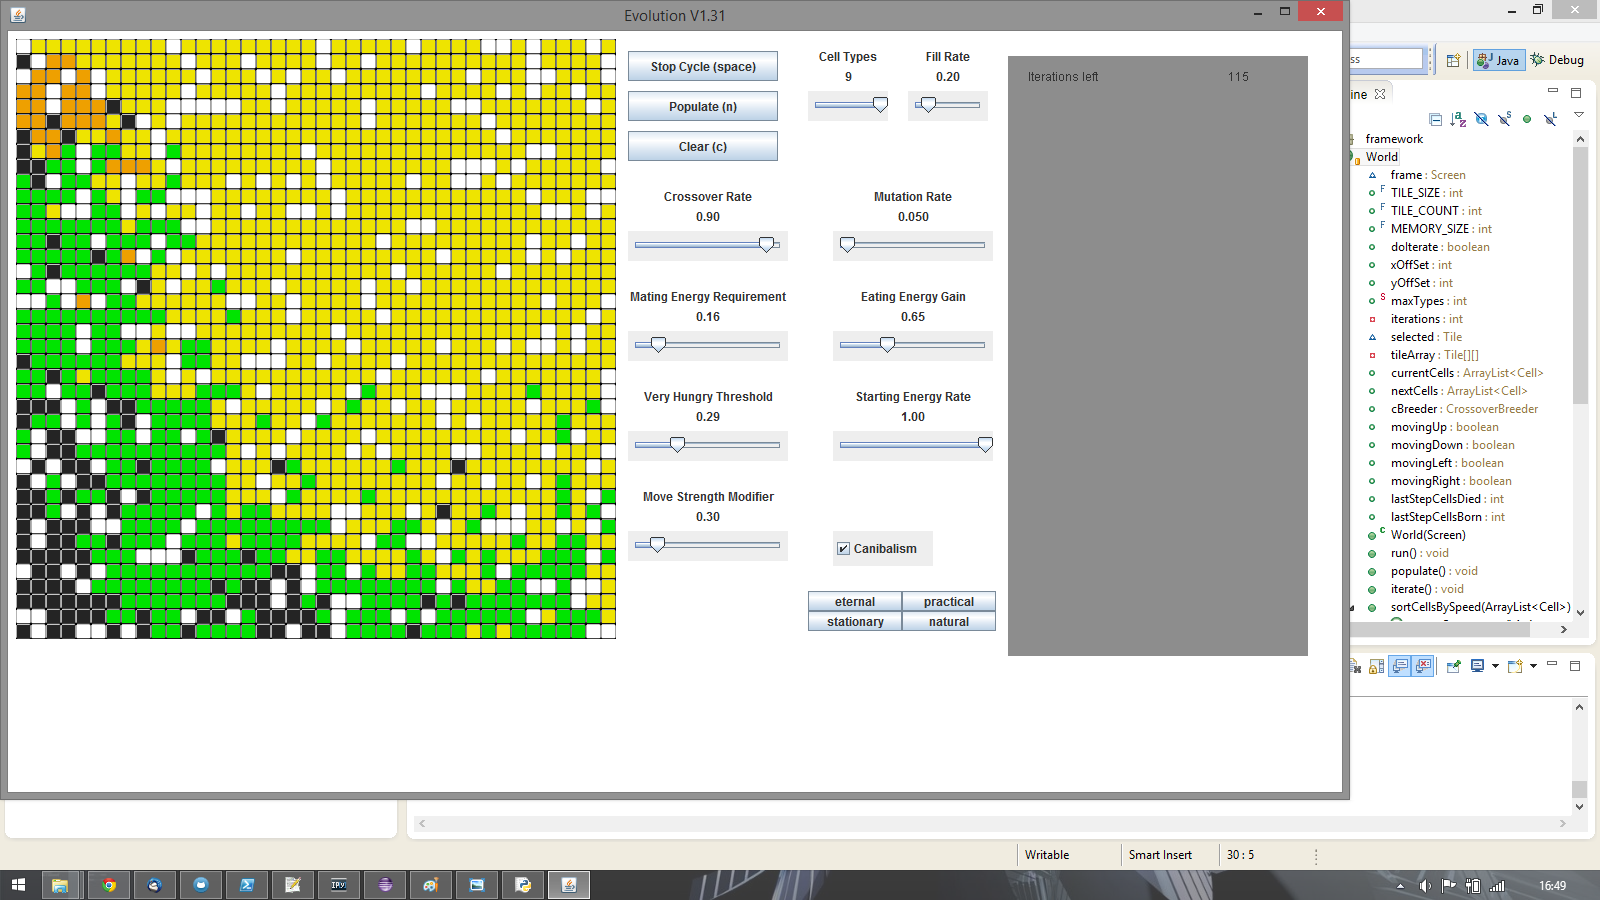 Evolution V1.31
Stop Cycle (space)
Populate (n)
Clear (c)
Cell Types
9
Fill Rate
0.20
Crossover Rate
0.90
Mutation Rate
0.050
Mating Energy Requirement
0.16
Eating Energy Gain
0.65
Very Hungry Threshold
0.29
Starting Energy Rate
1.00
Move Strength Modifier
0.30
Canibalism
eternal
practical
stationary
natural
Iterations left 115
Java
Debug
framework
World
frame : Screen
TILE_SIZE : int
TILE_COUNT : int
MEMORY_SIZE : int
doIterate : boolean
xOffSet : int
yOffSet : int
maxTypes : int
iterations : int
selected : Tile
tileArray : Tile[][]
currentCells : ArrayList<Cell>
nextCells : ArrayList<Cell>
cBreeder : CrossoverBreeder
movingUp : boolean
movingDown : boolean
movingLeft : boolean
movingRight : boolean
lastStepCellsDied : int
lastStepCellsBorn : int
World(Screen)
run() : void
populate() : void
iterate() : void
sortCellsBySpeed(ArrayList<Cell>)
Writable
Smart Insert
30 : 5
IPy
16:49